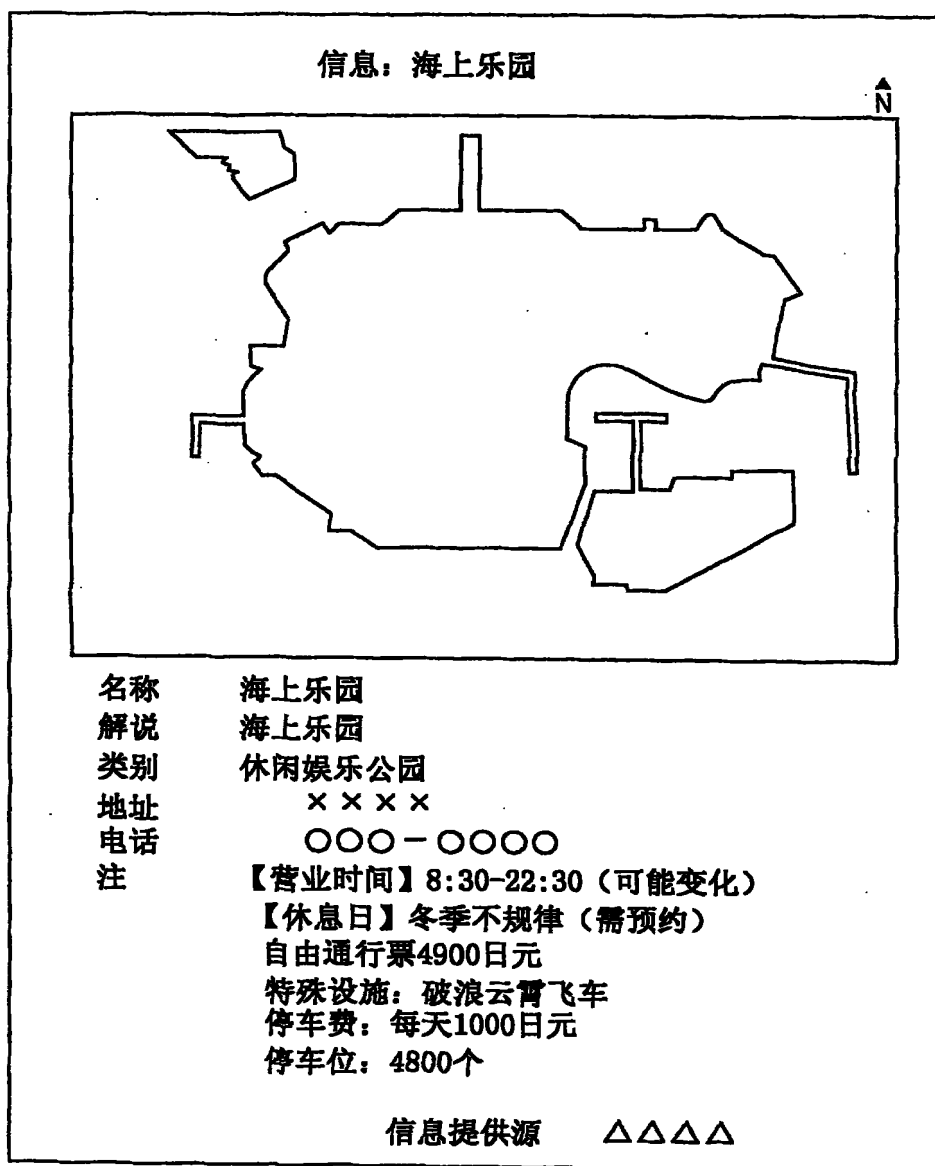 信息：海上乐园
N
名称 海上乐园
解说 海上乐园
类别 休闲娱乐公园
地址 ××××
电话 〇〇〇－〇〇〇〇
注 【营业时间】8:30-22:30（可能变化）
【休息日】冬季不规律（需预约）
自由通行票4900日元
特殊设施：破浪云霄飞车
停车费：每天1000日元
停车位：4800个
信息提供源 △△△△